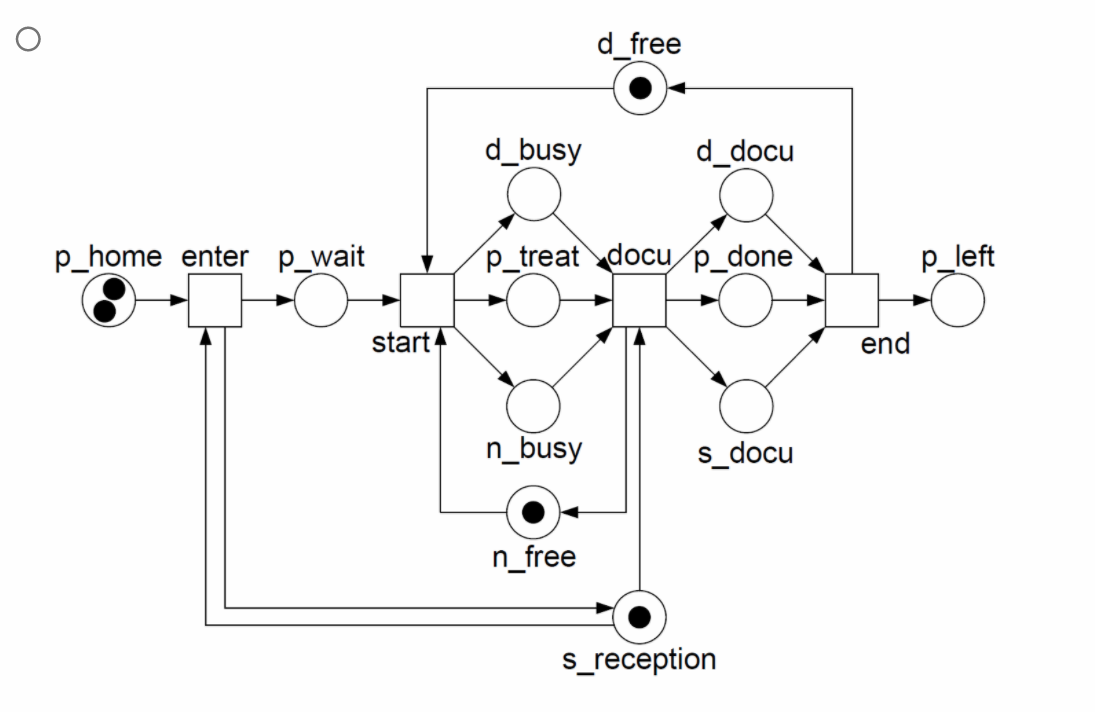 d_free
d_busy
d_docu
p_home
enter
p_wait
p_treat
docu
p_done
p_left
start
end
n_busy
s_docu
n_free
s_reception